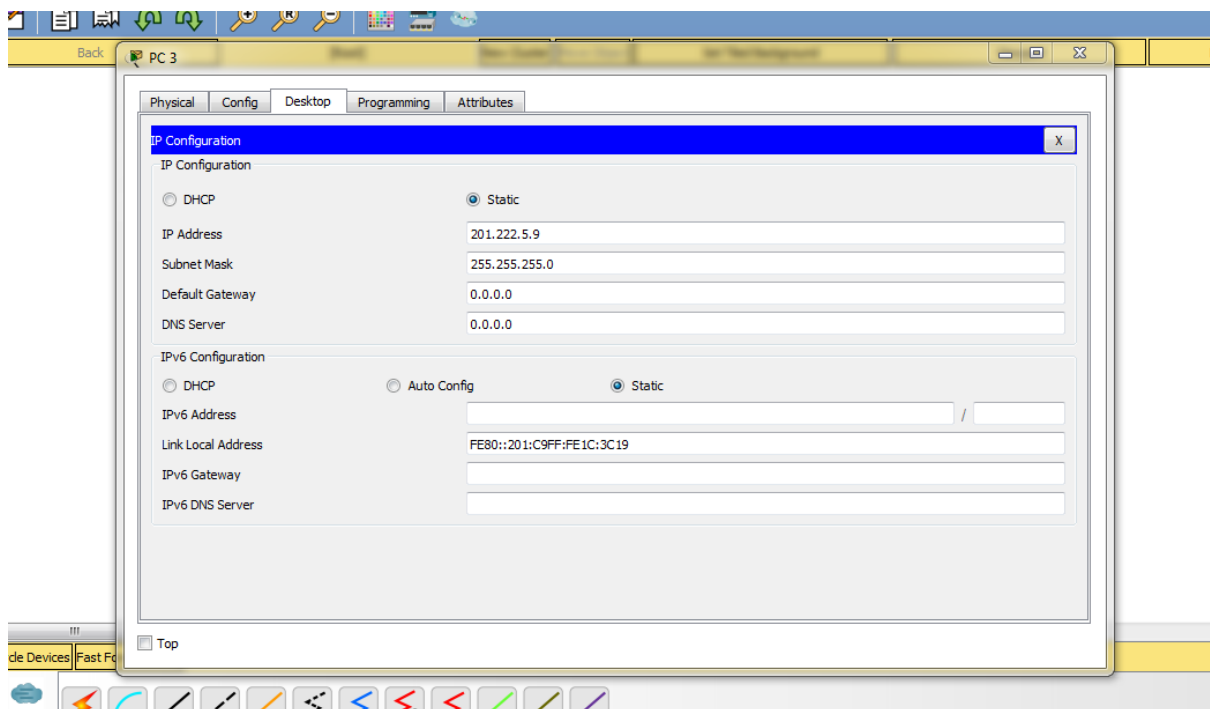 Back
PC 3
Physical Config Desktop Programming Attributes
IP Configuration X
IP Configuration
DHCP Static
IP Address 201.222.5.9
Subnet Mask 255.255.255.0
Default Gateway 0.0.0.0
DNS Server 0.0.0.0
IPv6 Configuration
DHCP Auto Config Static
IPv6 Address /
Link Local Address FE80::201:C9FF:FE1C:3C19
IPv6 Gateway
IPv6 DNS Server
Top
de Devices Fast Fo